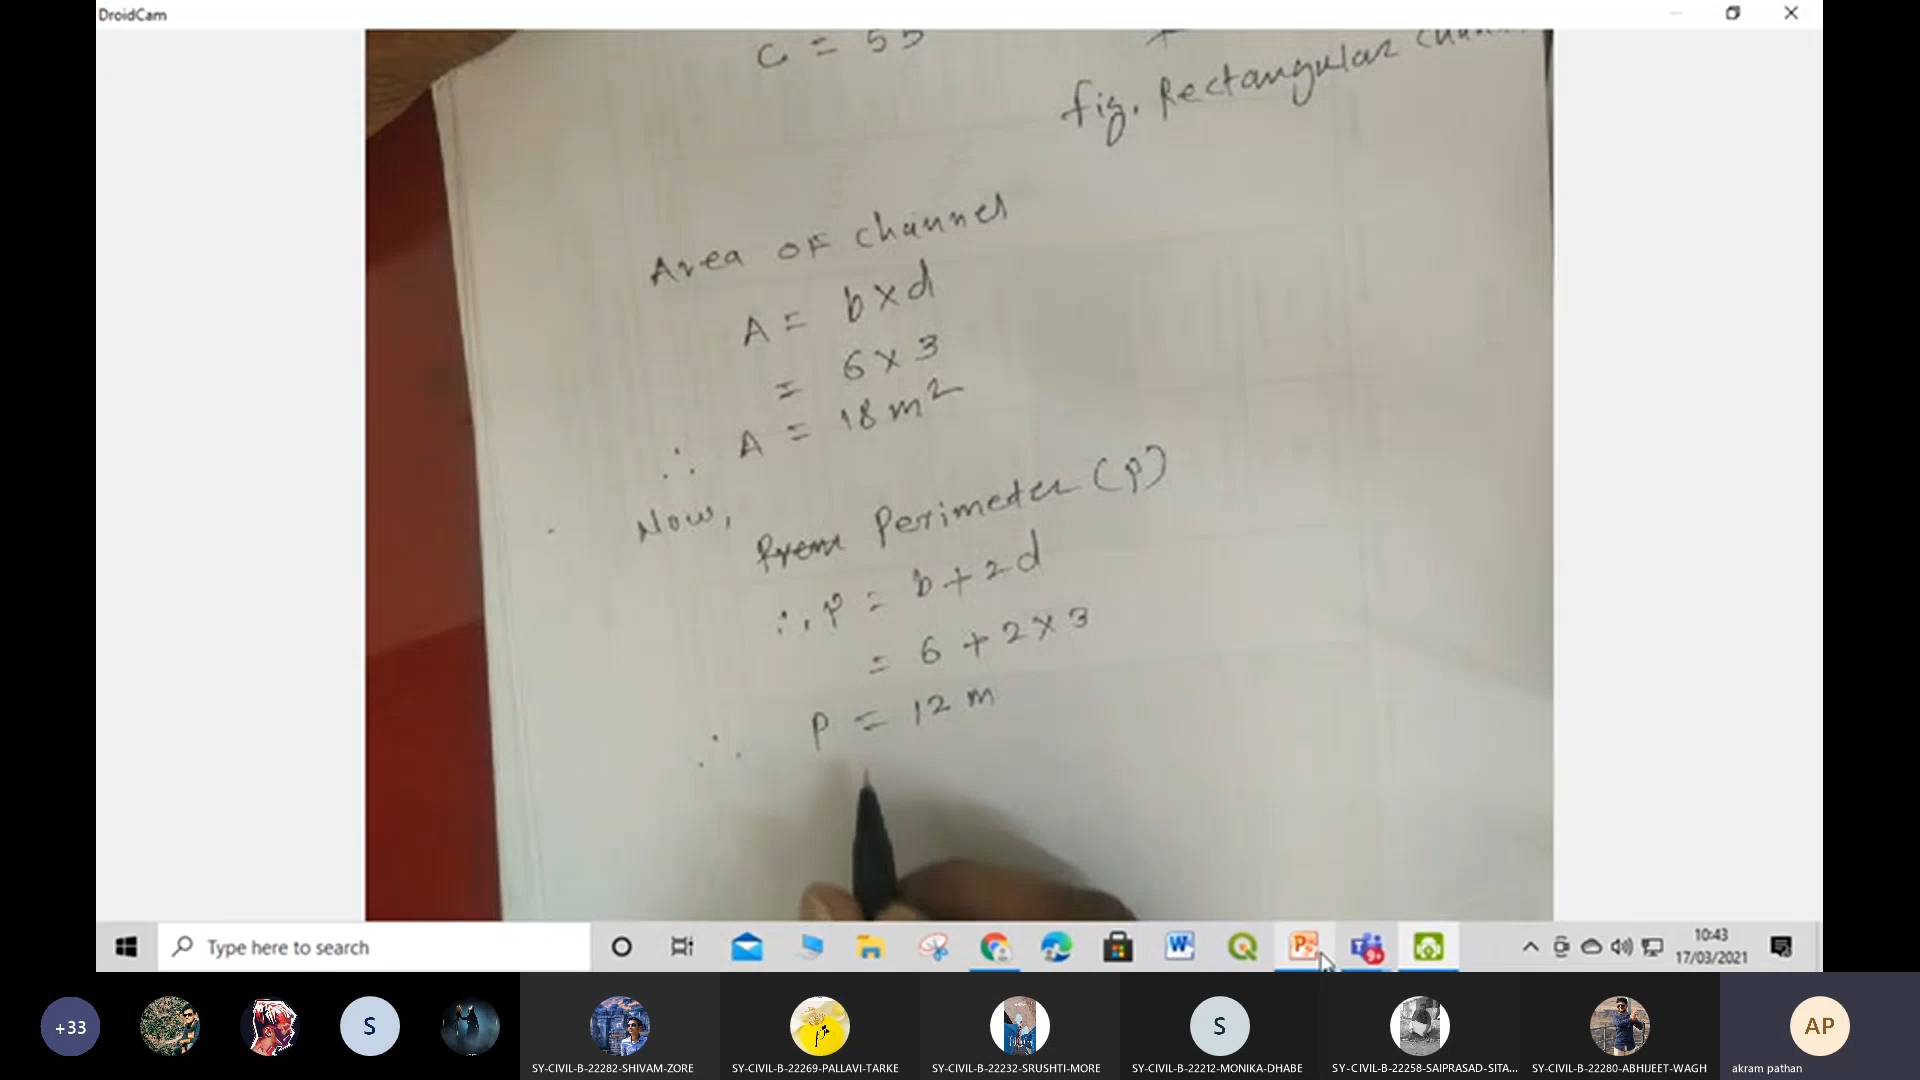 DroidCam
C = 55
fig. Rectangular
Area of channel
A = b x d
= 6 x 3
∴ A = 18 m²
Now,
From Perimeter (P)
∴ P = b + 2d
= 6 + 2 x 3
∴ P = 12 m
Type here to search
9+
10:43
17/03/2021
+33
S
S
AP
SY-CIVIL-B-22282-SHIVAM-ZORE
SY-CIVIL-B-22269-PALLAVI-TARKE
SY-CIVIL-B-22232-SRUSHTI-MORE
SY-CIVIL-B-22212-MONIKA-DHABE
SY-CIVIL-B-22258-SAIPRASAD-SITA...
SY-CIVIL-B-22280-ABHIJEET-WAGH
akram pathan